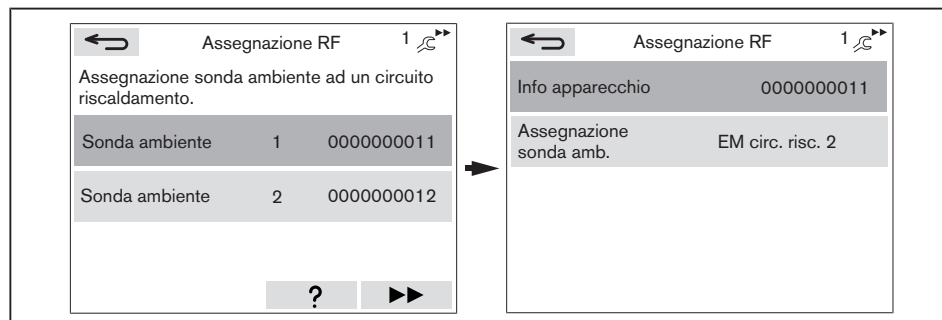 Assegnazione RF 1
Assegnazione sonda ambiente ad un circuito
riscaldamento.
Sonda ambiente 1 0000000011
Sonda ambiente 2 0000000012
?
Assegnazione RF 1
Info apparecchio 0000000011
Assegnazione
sonda amb. EM circ. risc. 2